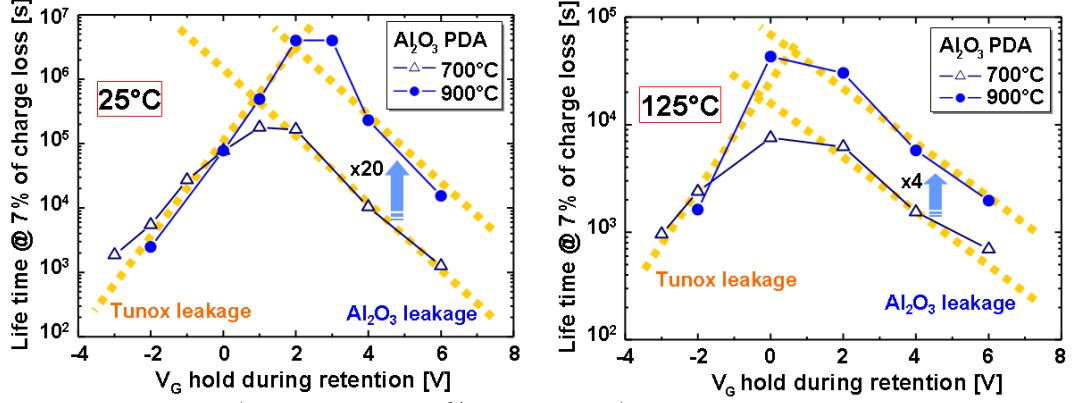 Life time @ 7% of charge loss [s]
10⁷
10⁶
10⁵
10⁴
10³
10²
25°C
Al₂O₃ PDA
700°C
900°C
x20
Tunox leakage
Al₂O₃ leakage
-4 -2 0 2 4 6 8
V_G hold during retention [V]
Life time @ 7% of charge loss [s]
10⁵
10⁴
10³
10²
125°C
Al₂O₃ PDA
700°C
900°C
x4
Tunox leakage
Al₂O₃ leakage
-4 -2 0 2 4 6 8
V_G hold during retention [V]